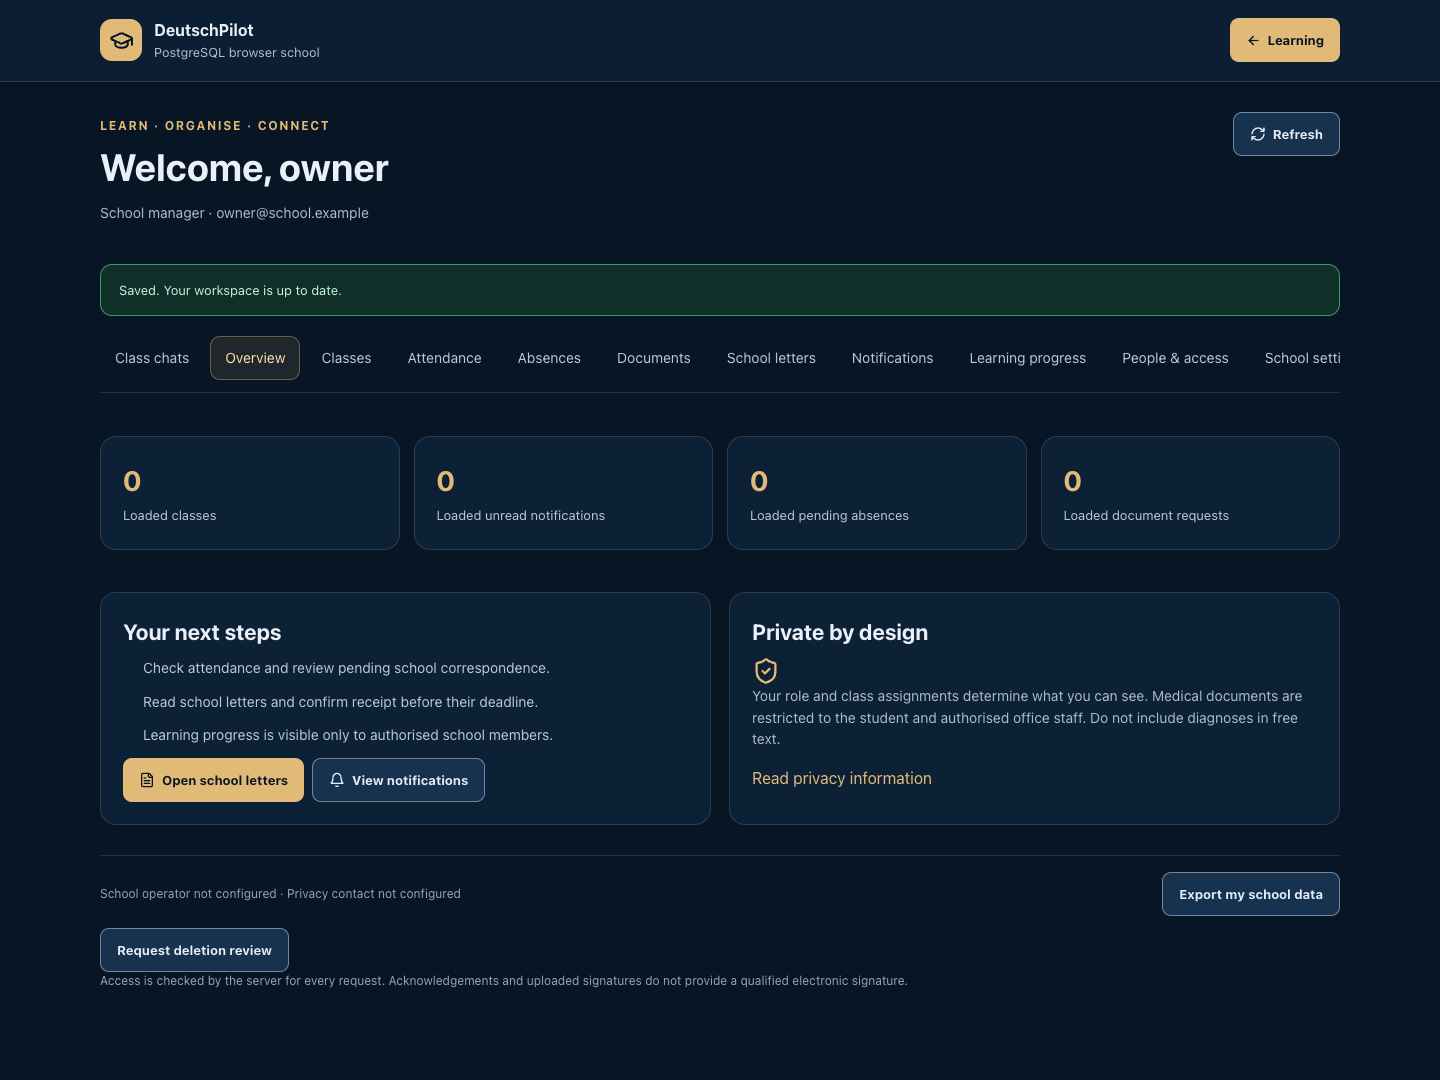 DeutschPilot
PostgreSQL browser school
Learning
LEARN · ORGANISE · CONNECT
Welcome, owner
School manager · owner@school.example
Refresh
Saved. Your workspace is up to date.
Class chats Overview Classes Attendance Absences Documents School letters Notifications Learning progress People & access School setti
0
Loaded classes
0
Loaded unread notifications
0
Loaded pending absences
0
Loaded document requests
Your next steps
Check attendance and review pending school correspondence.
Read school letters and confirm receipt before their deadline.
Learning progress is visible only to authorised school members.
Open school letters View notifications
Private by design
Your role and class assignments determine what you can see. Medical documents are
restricted to the student and authorised office staff. Do not include diagnoses in free
text.
Read privacy information
School operator not configured · Privacy contact not configured
Export my school data
Request deletion review
Access is checked by the server for every request. Acknowledgements and uploaded signatures do not provide a qualified electronic signature.